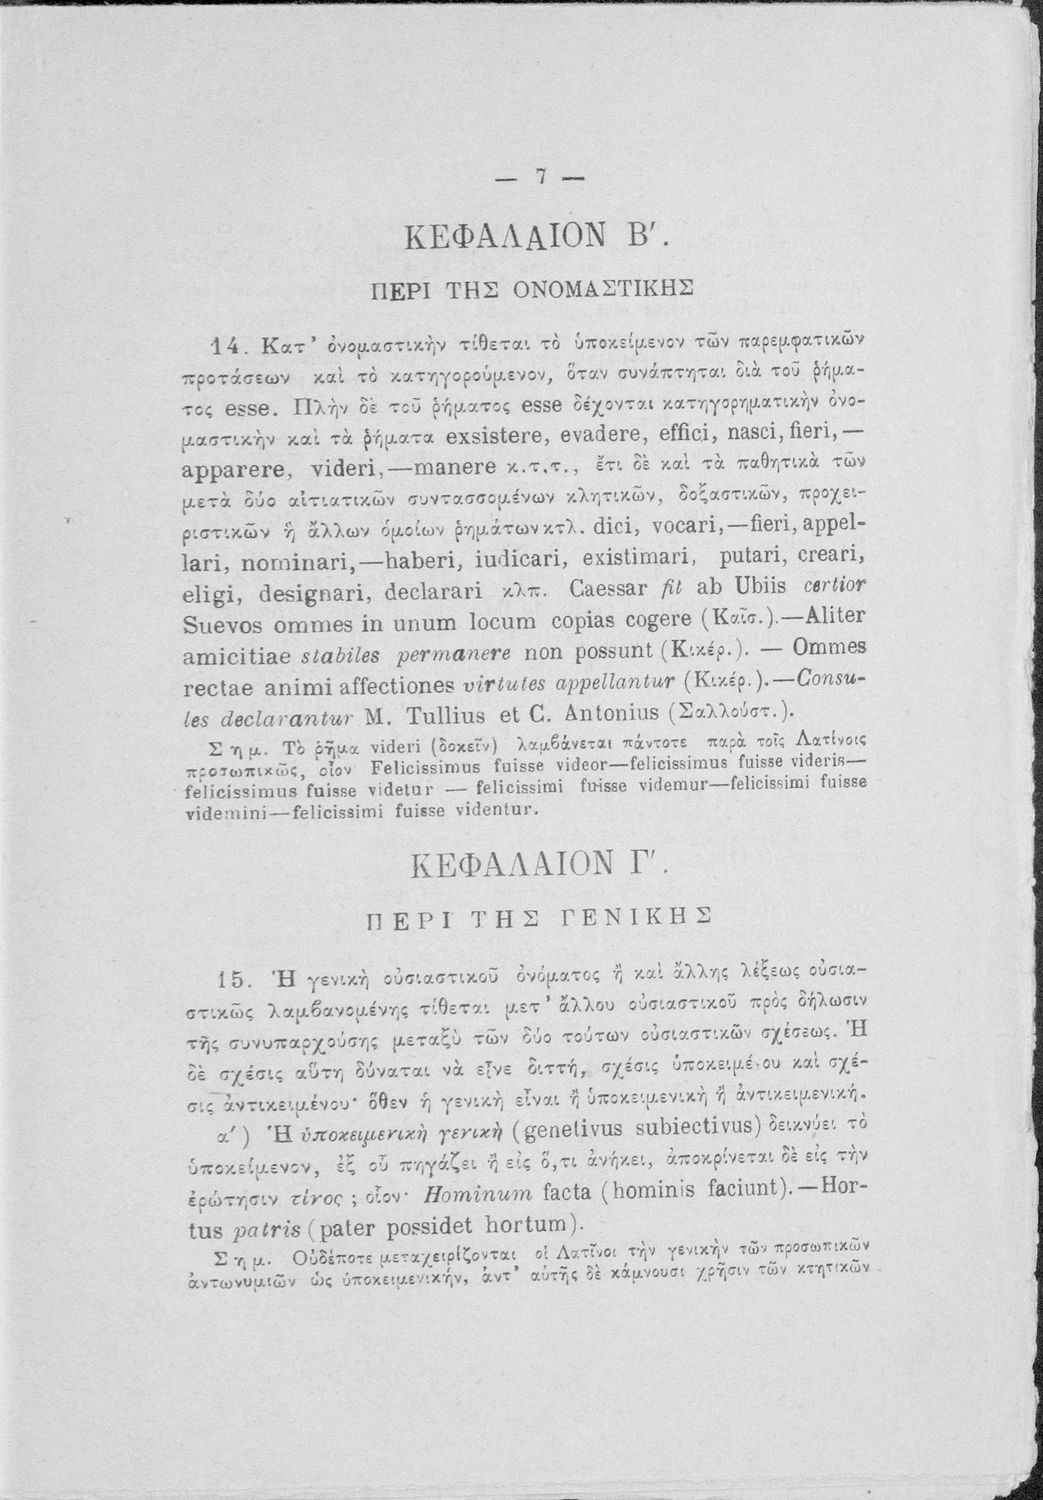 — 7 —
ΚΕΦΑΛΑΙΟΝ Β′.
ΠΕΡΙ ΤΗΣ ΟΝΟΜΑΣΤΙΚΗΣ
14. Κατ’ ὀνομαστικὴν τίθεται τὸ ὑποκείμενον τῶν παρεμφατικῶν
προτάσεων καὶ τὸ κατηγορούμενον, ὅταν συνάπτηται διὰ τοῦ ῥήμα-
τος esse. Πλὴν δὲ τοῦ ῥήματος esse δέχονται κατηγορηματικὴν ὀνο-
μαστικὴν καὶ τὰ ῥήματα exsistere, evadere, effici, nasci, fieri,—
apparere, videri,—manere κ.τ.τ., ἔτι δὲ καὶ τὰ παθητικὰ τῶν
μετὰ δύο αἰτιατικῶν συντασσομένων κλητικῶν, δοξαστικῶν, προχει-
ριστικῶν ἢ ἄλλων ὁμοίων ῥημάτων κτλ. dici, vocari,—fieri, appel-
lari, nominari,—haberi, iudicari, existimari, putari, creari,
eligi, designari, declarari κλπ. Caessar fit ab Ubiis certior
Suevos ommes in unum locum copias cogere (Καῖσ.).—Aliter
amicitiae stabiles permanere non possunt (Κικέρ.). — Ommes
rectae animi affectiones virtutes appellantur (Κικέρ.).—Consu-
les declarantur M. Tullius et C. Antonius (Σαλλούστ.).
Σημ. Τὸ ῥῆμα videri (δοκεῖν) λαμβάνεται πάντοτε παρὰ τοῖς Λατίνοις
προσωπικῶς, οἷον Felicissimus fuisse videor—felicissimus fuisse videris—
felicissimus fuisse videtur — felicissimi fuisse videmur—felicissimi fuisse
videmini—felicissimi fuisse videntur.
ΚΕΦΑΛΑΙΟΝ Γ′.
ΠΕΡΙ ΤΗΣ ΓΕΝΙΚΗΣ
15. Ἡ γενικὴ οὐσιαστικοῦ ὀνόματος ἢ καὶ ἄλλης λέξεως οὐσια-
στικῶς λαμβανομένης τίθεται μετ’ ἄλλου οὐσιαστικοῦ πρὸς δήλωσιν
τῆς συνυπαρχούσης μεταξὺ τῶν δύο τούτων οὐσιαστικῶν σχέσεως. Ἡ
δὲ σχέσις αὕτη δύναται νὰ εἶνε διττή, σχέσις ὑποκειμένου καὶ σχέ-
σις ἀντικειμένου· ὅθεν ἡ γενικὴ εἶναι ἢ ὑποκειμενικὴ ἢ ἀντικειμενική.
α′) Ἡ ὑποκειμενικὴ γενικὴ (genetivus subiectivus) δεικνύει τὸ
ὑποκείμενον, ἐξ οὗ πηγάζει ἢ εἰς ὅ,τι ἀνήκει, ἀποκρίνεται δὲ εἰς τὴν
ἐρώτησιν τίνος ; οἷον· Hominum facta (hominis faciunt).—Hor-
tus patris (pater possidet hortum).
Σημ. Οὐδέποτε μεταχειρίζονται οἱ Λατῖνοι τὴν γενικὴν τῶν προσωπικῶν
ἀντωνυμιῶν ὡς ὑποκειμενικήν, ἀντ’ αὐτῆς δὲ κάμνουσι χρῆσιν τῶν κτητικῶν